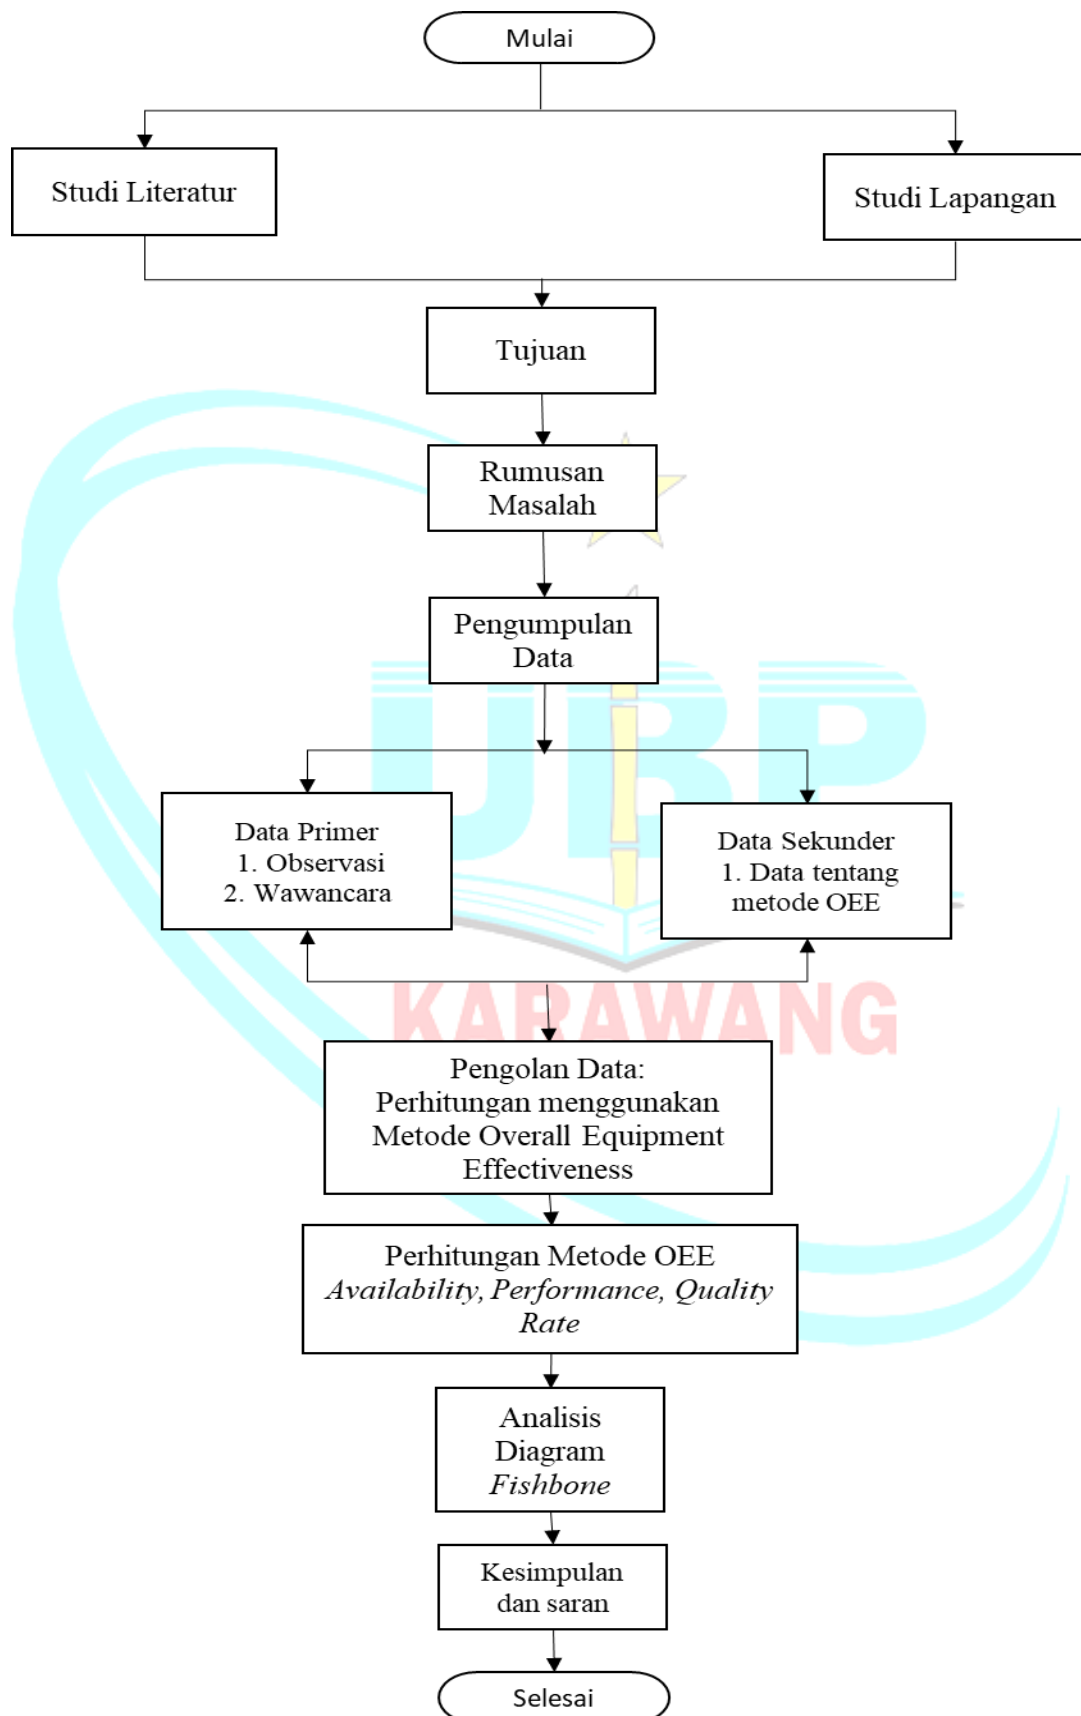 Mulai
Studi Literatur
Studi Lapangan
Tujuan
Rumusan
Masalah
Pengumpulan
Data
UBP
Data Primer
1. Observasi
2. Wawancara
Data Sekunder
1. Data tentang
metode OEE
KARAWANG
Pengolan Data:
Perhitungan menggunakan
Metode Overall Equipment
Effectiveness
Perhitungan Metode OEE
Availability, Performance, Quality
Rate
Analisis
Diagram
Fishbone
Kesimpulan
dan saran
Selesai